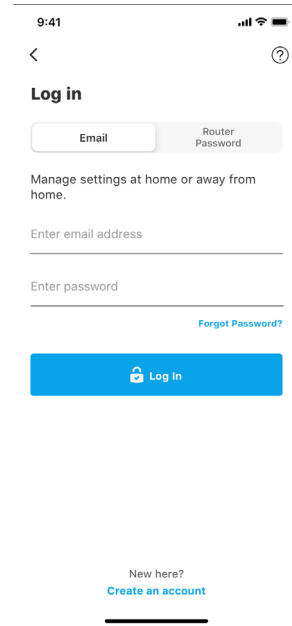 9:41
Log in
Email
Router
Password
Manage settings at home or away from
home.
Enter email address
Enter password
Forgot Password?
Log In
New here?
Create an account